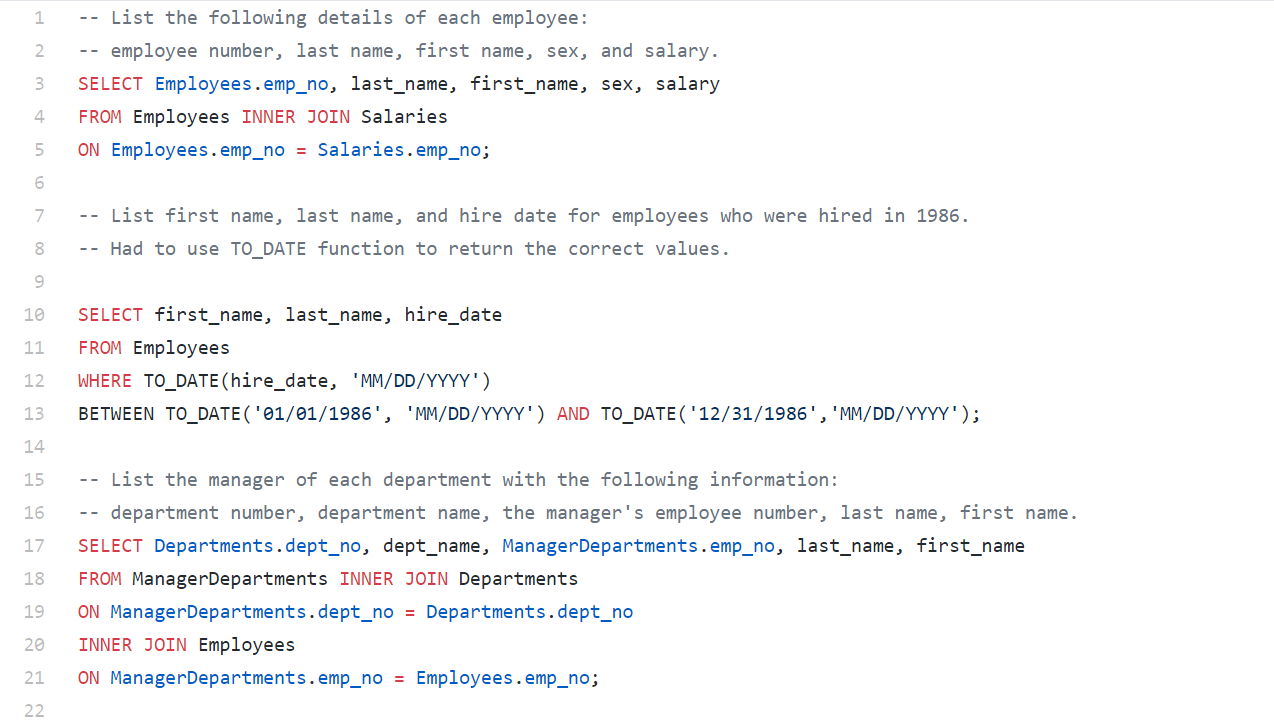 1 -- List the following details of each employee:
2 -- employee number, last name, first name, sex, and salary.
3 SELECT Employees.emp_no, last_name, first_name, sex, salary
4 FROM Employees INNER JOIN Salaries
5 ON Employees.emp_no = Salaries.emp_no;
6
7 -- List first name, last name, and hire date for employees who were hired in 1986.
8 -- Had to use TO_DATE function to return the correct values.
9
10 SELECT first_name, last_name, hire_date
11 FROM Employees
12 WHERE TO_DATE(hire_date, 'MM/DD/YYYY')
13 BETWEEN TO_DATE('01/01/1986', 'MM/DD/YYYY') AND TO_DATE('12/31/1986','MM/DD/YYYY');
14
15 -- List the manager of each department with the following information:
16 -- department number, department name, the manager's employee number, last name, first name.
17 SELECT Departments.dept_no, dept_name, ManagerDepartments.emp_no, last_name, first_name
18 FROM ManagerDepartments INNER JOIN Departments
19 ON ManagerDepartments.dept_no = Departments.dept_no
20 INNER JOIN Employees
21 ON ManagerDepartments.emp_no = Employees.emp_no;
22